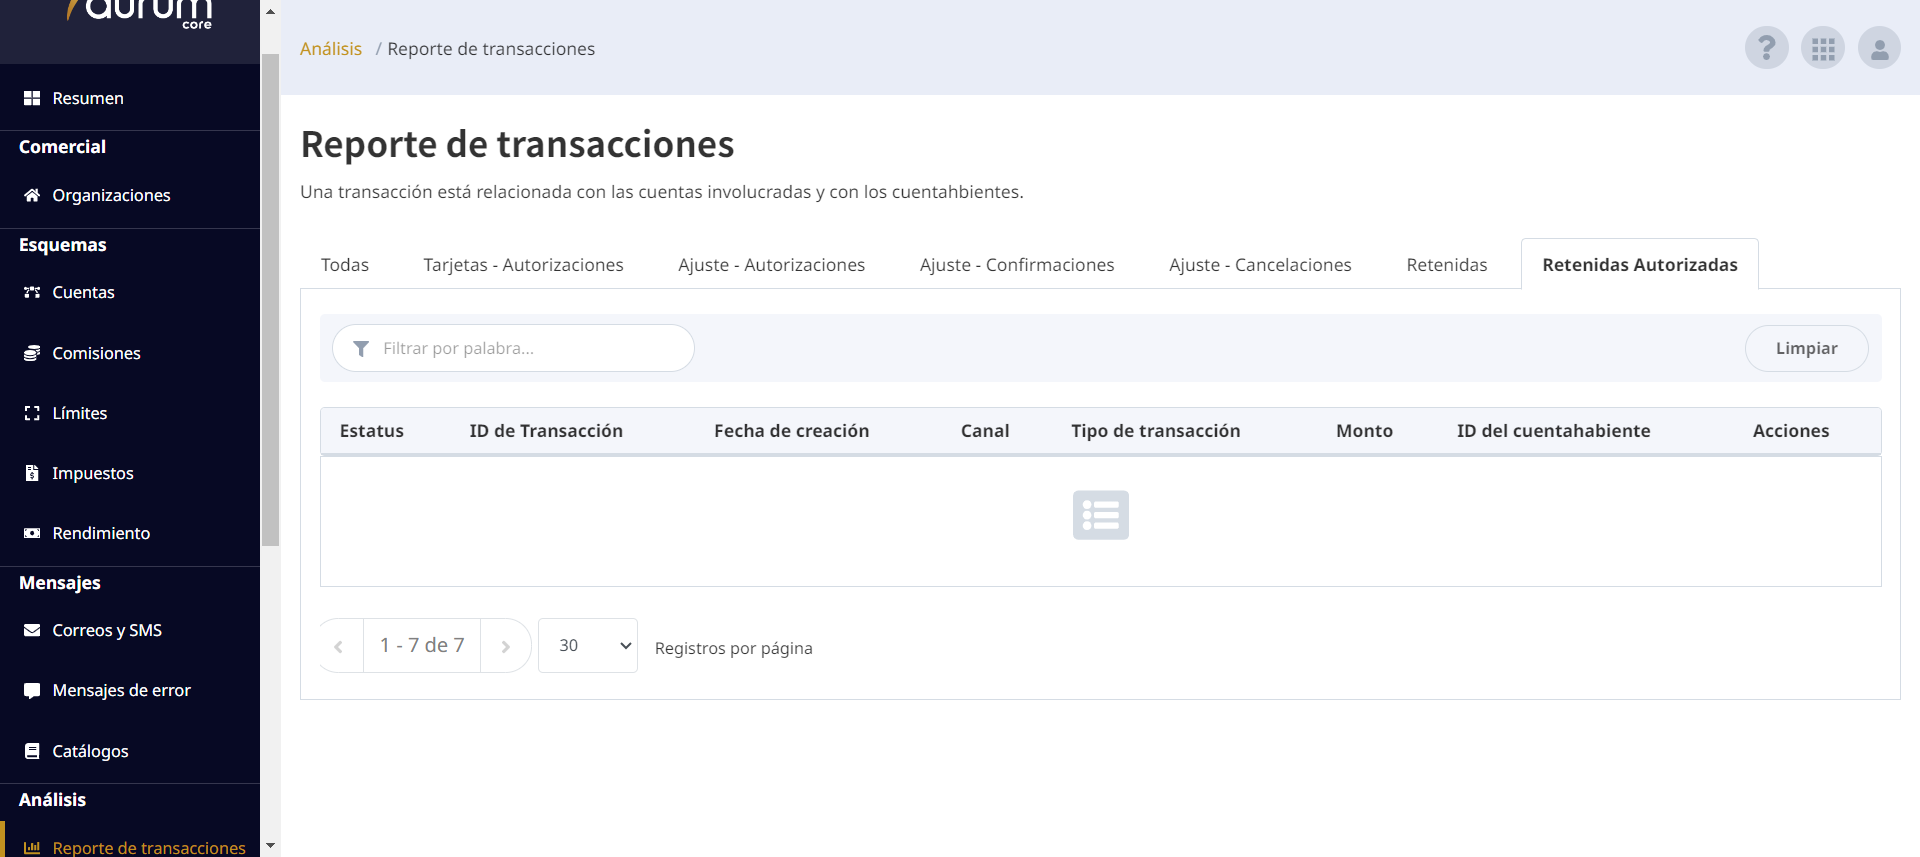 aurum
core
Resumen
Comercial
Organizaciones
Esquemas
Cuentas
Comisiones
Límites
Impuestos
Rendimiento
Mensajes
Correos y SMS
Mensajes de error
Catálogos
Análisis
Reporte de transacciones
Análisis / Reporte de transacciones
?
Reporte de transacciones
Una transacción está relacionada con las cuentas involucradas y con los cuentahbientes.
Todas Tarjetas - Autorizaciones Ajuste - Autorizaciones Ajuste - Confirmaciones Ajuste - Cancelaciones Retenidas Retenidas Autorizadas
Filtrar por palabra... Limpiar
Estatus ID de Transacción Fecha de creación Canal Tipo de transacción Monto ID del cuentahabiente Acciones
1 - 7 de 7 30 Registros por página